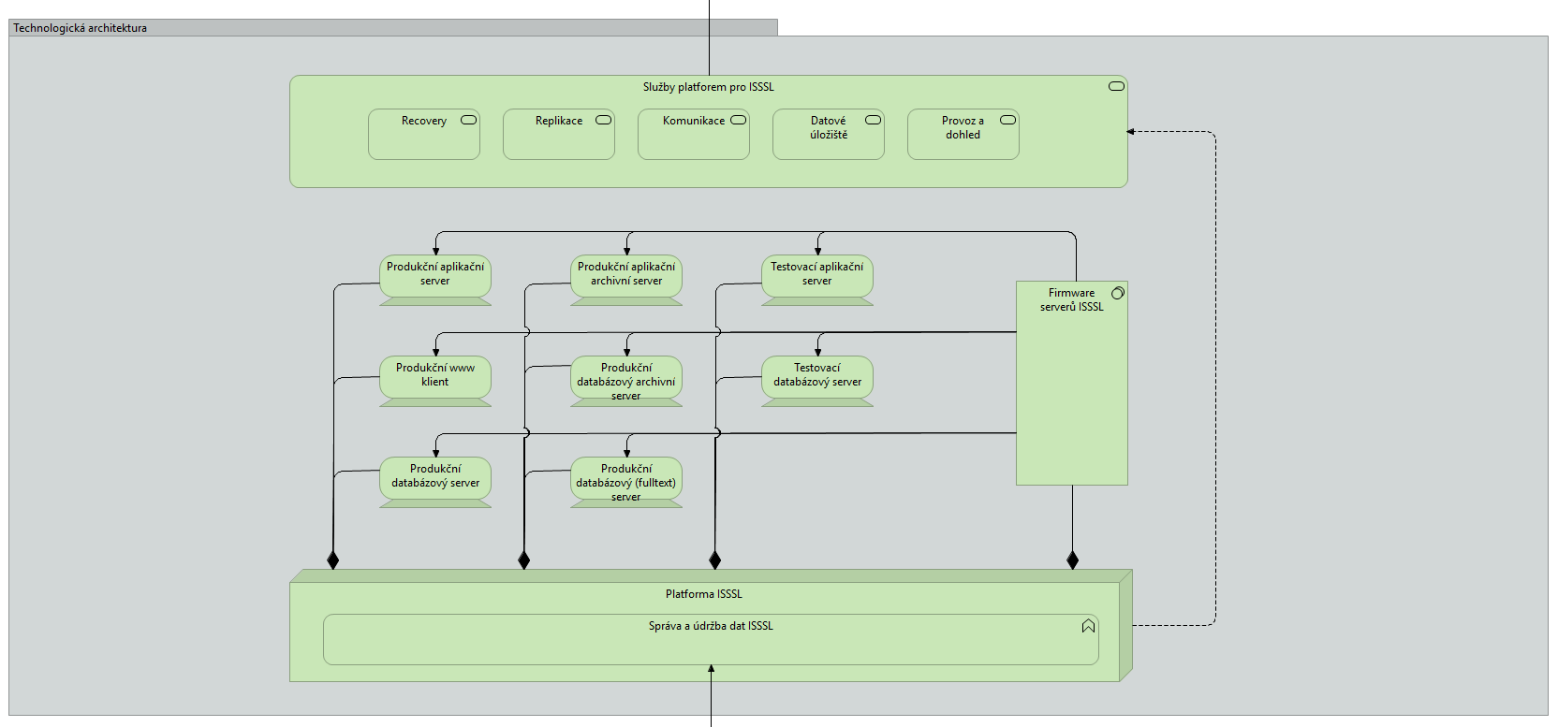 Technologická architektura
Služby platforem pro ISSSL
Recovery
Replikace
Komunikace
Datové
úložiště
Provoz a
dohled
Produkční aplikační
server
Produkční aplikační
archivní server
Testovací aplikační
server
Firmware
serverů ISSSL
Produkční www
klient
Produkční
databázový archivní
server
Testovací
databázový server
Produkční
databázový server
Produkční
databázový (fulltext)
server
Platforma ISSSL
Správa a údržba dat ISSSL